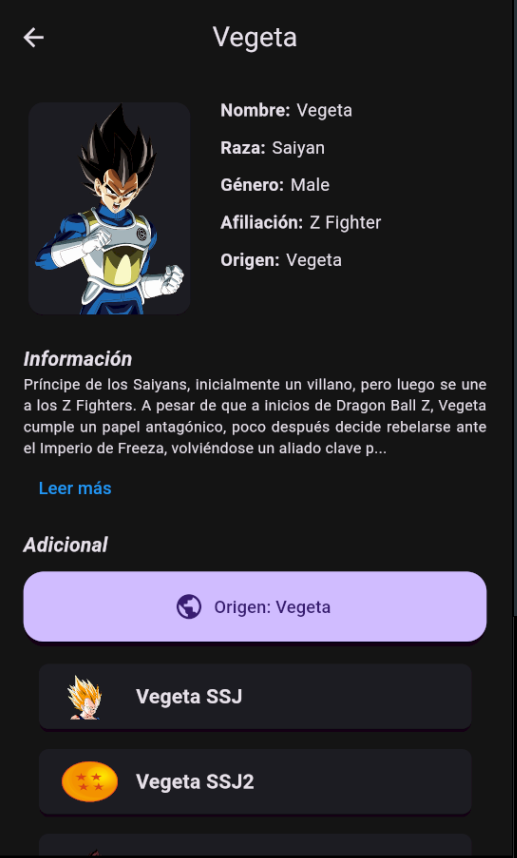 Vegeta
Nombre: Vegeta
Raza: Saiyan
Género: Male
Afiliación: Z Fighter
Origen: Vegeta
Información
Príncipe de los Saiyans, inicialmente un villano, pero luego se une
a los Z Fighters. A pesar de que a inicios de Dragon Ball Z, Vegeta
cumple un papel antagónico, poco después decide rebelarse ante
el Imperio de Freeza, volviéndose un aliado clave p...
Leer más
Adicional
Origen: Vegeta
Vegeta SSJ
Vegeta SSJ2